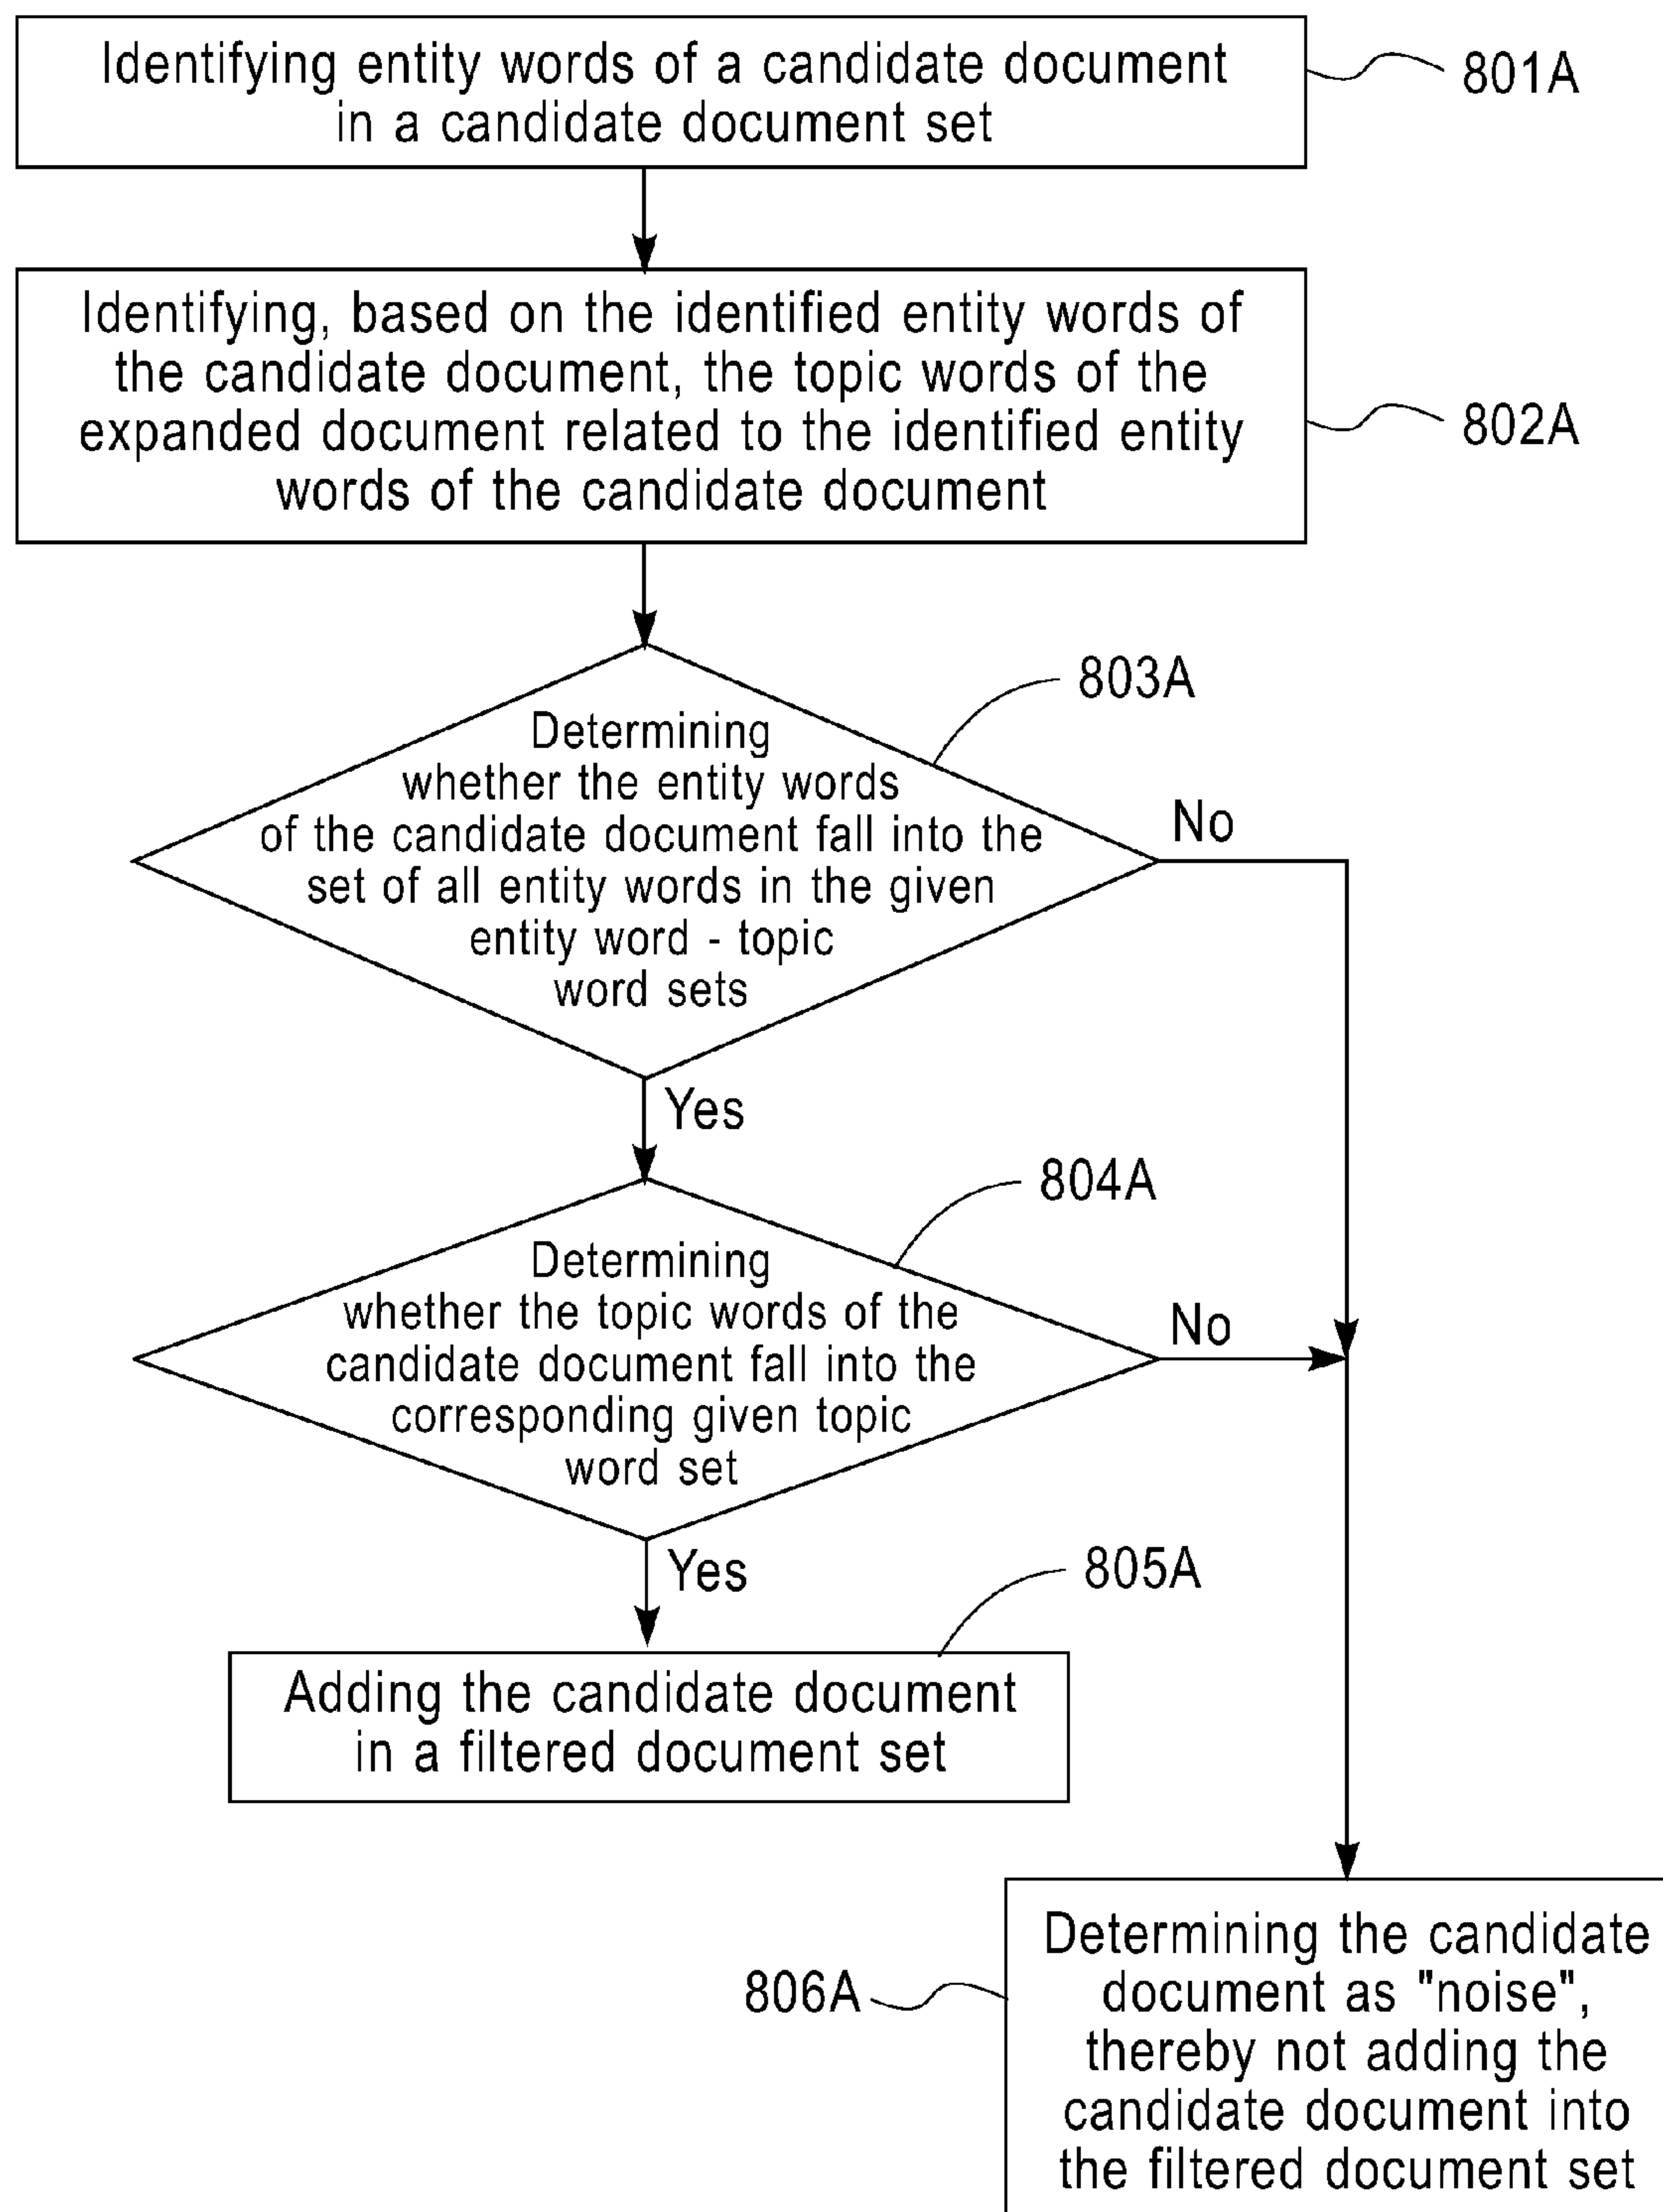 Identifying entity words of a candidate document
in a candidate document set
801A
Identifying, based on the identified entity words of
the candidate document, the topic words of the
expanded document related to the identified entity
words of the candidate document
802A
803A
Determining
whether the entity words
of the candidate document fall into the
set of all entity words in the given
entity word - topic
word sets
No
Yes
804A
Determining
whether the topic words of the
candidate document fall into the
corresponding given topic
word set
No
Yes
805A
Adding the candidate document
in a filtered document set
806A
Determining the candidate
document as "noise",
thereby not adding the
candidate document into
the filtered document set